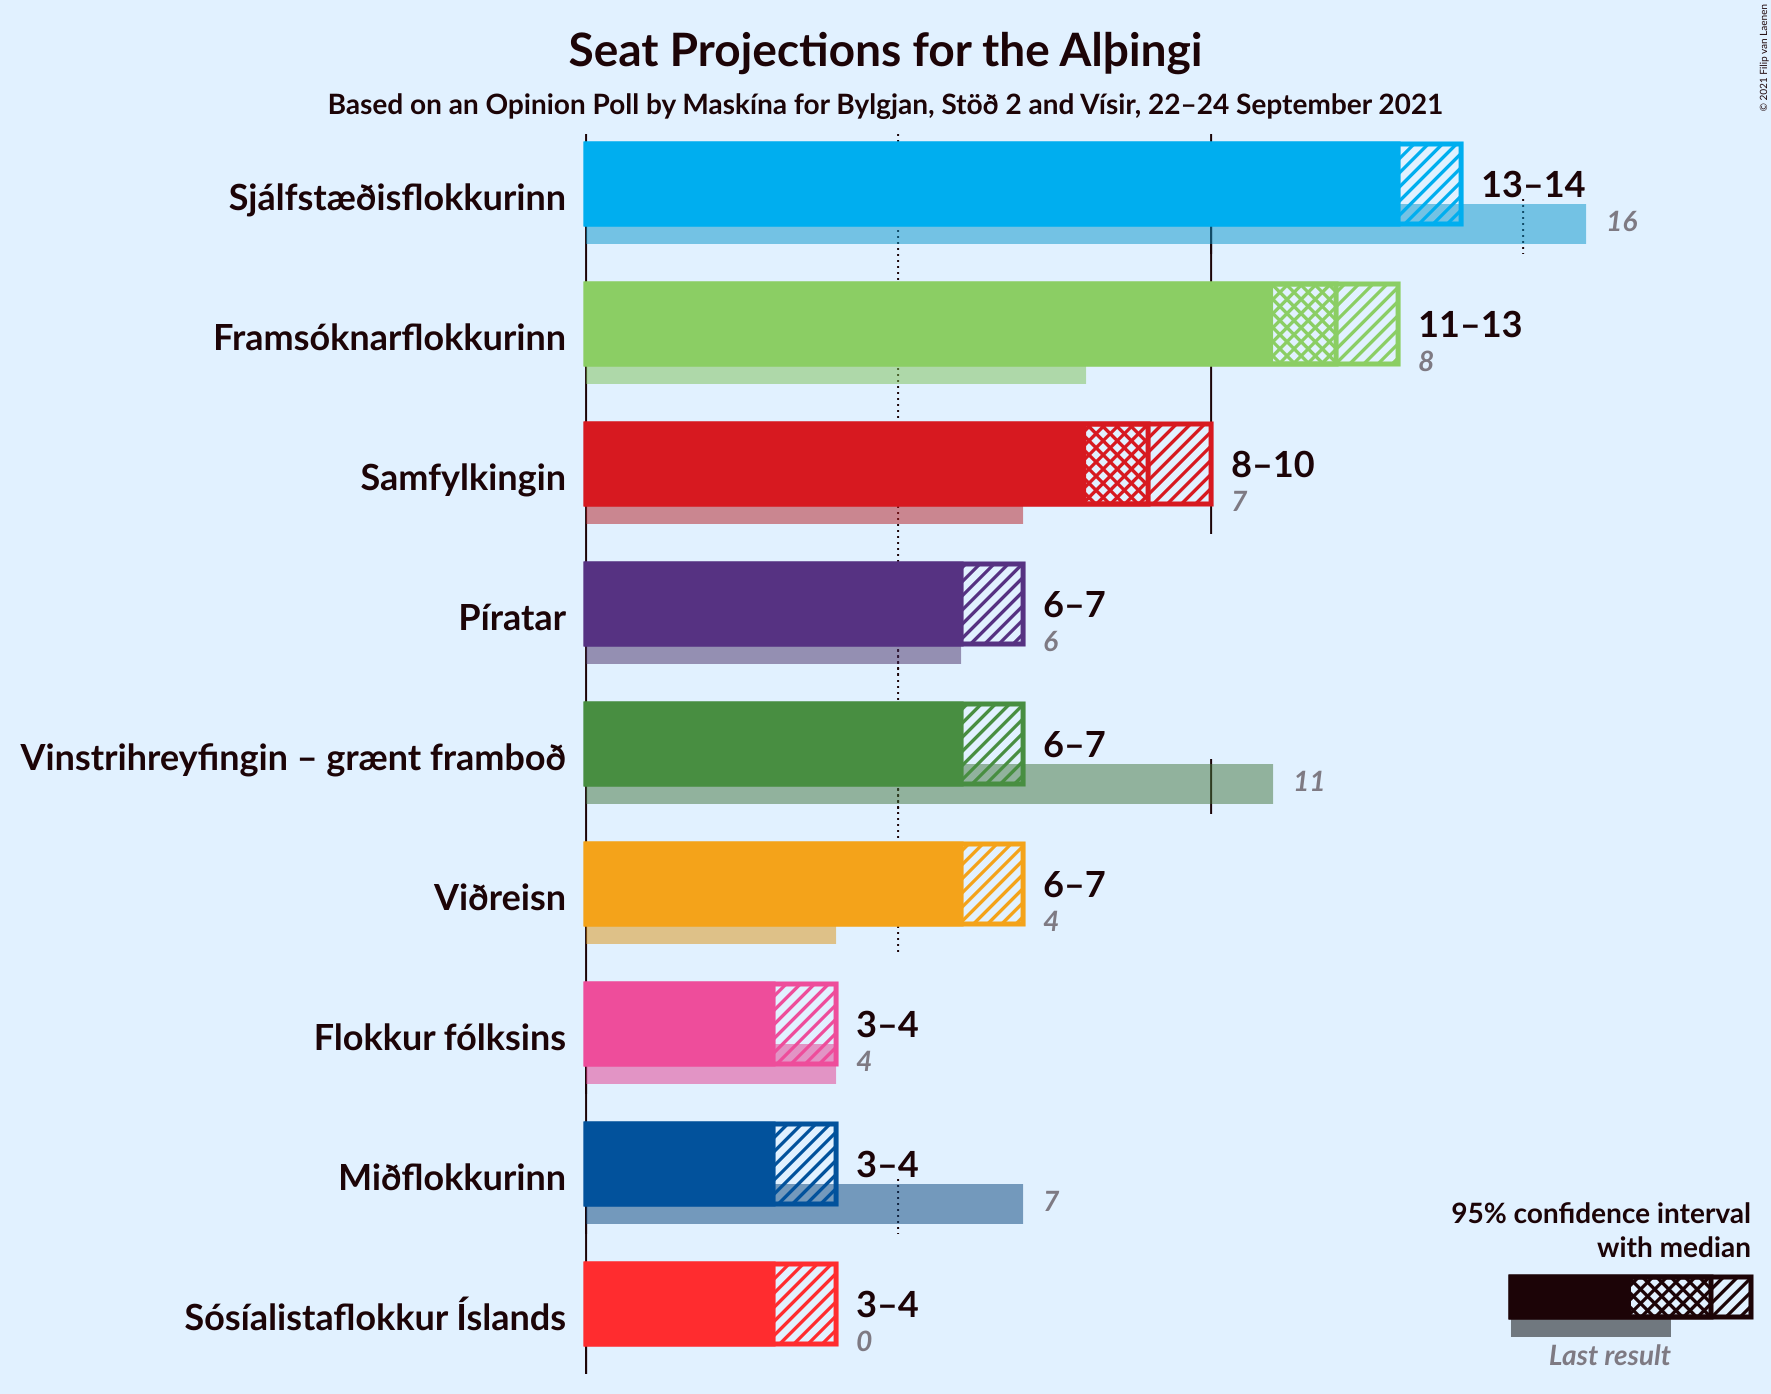 Seat Projections for the Alþingi
Based on an Opinion Poll by Maskína for Bylgjan, Stöð 2 and Vísir, 22–24 September 2021
© 2021 Filip van Laenen
Sjálfstæðisflokkurinn
13–14
16
Framsóknarflokkurinn
11–13
8
Samfylkingin
8–10
7
Píratar
6–7
6
Vinstrihreyfingin – grænt framboð
6–7
11
Viðreisn
6–7
4
Flokkur fólksins
3–4
4
Miðflokkurinn
3–4
7
Sósíalistaflokkur Íslands
3–4
0
95% confidence interval
with median
Last result